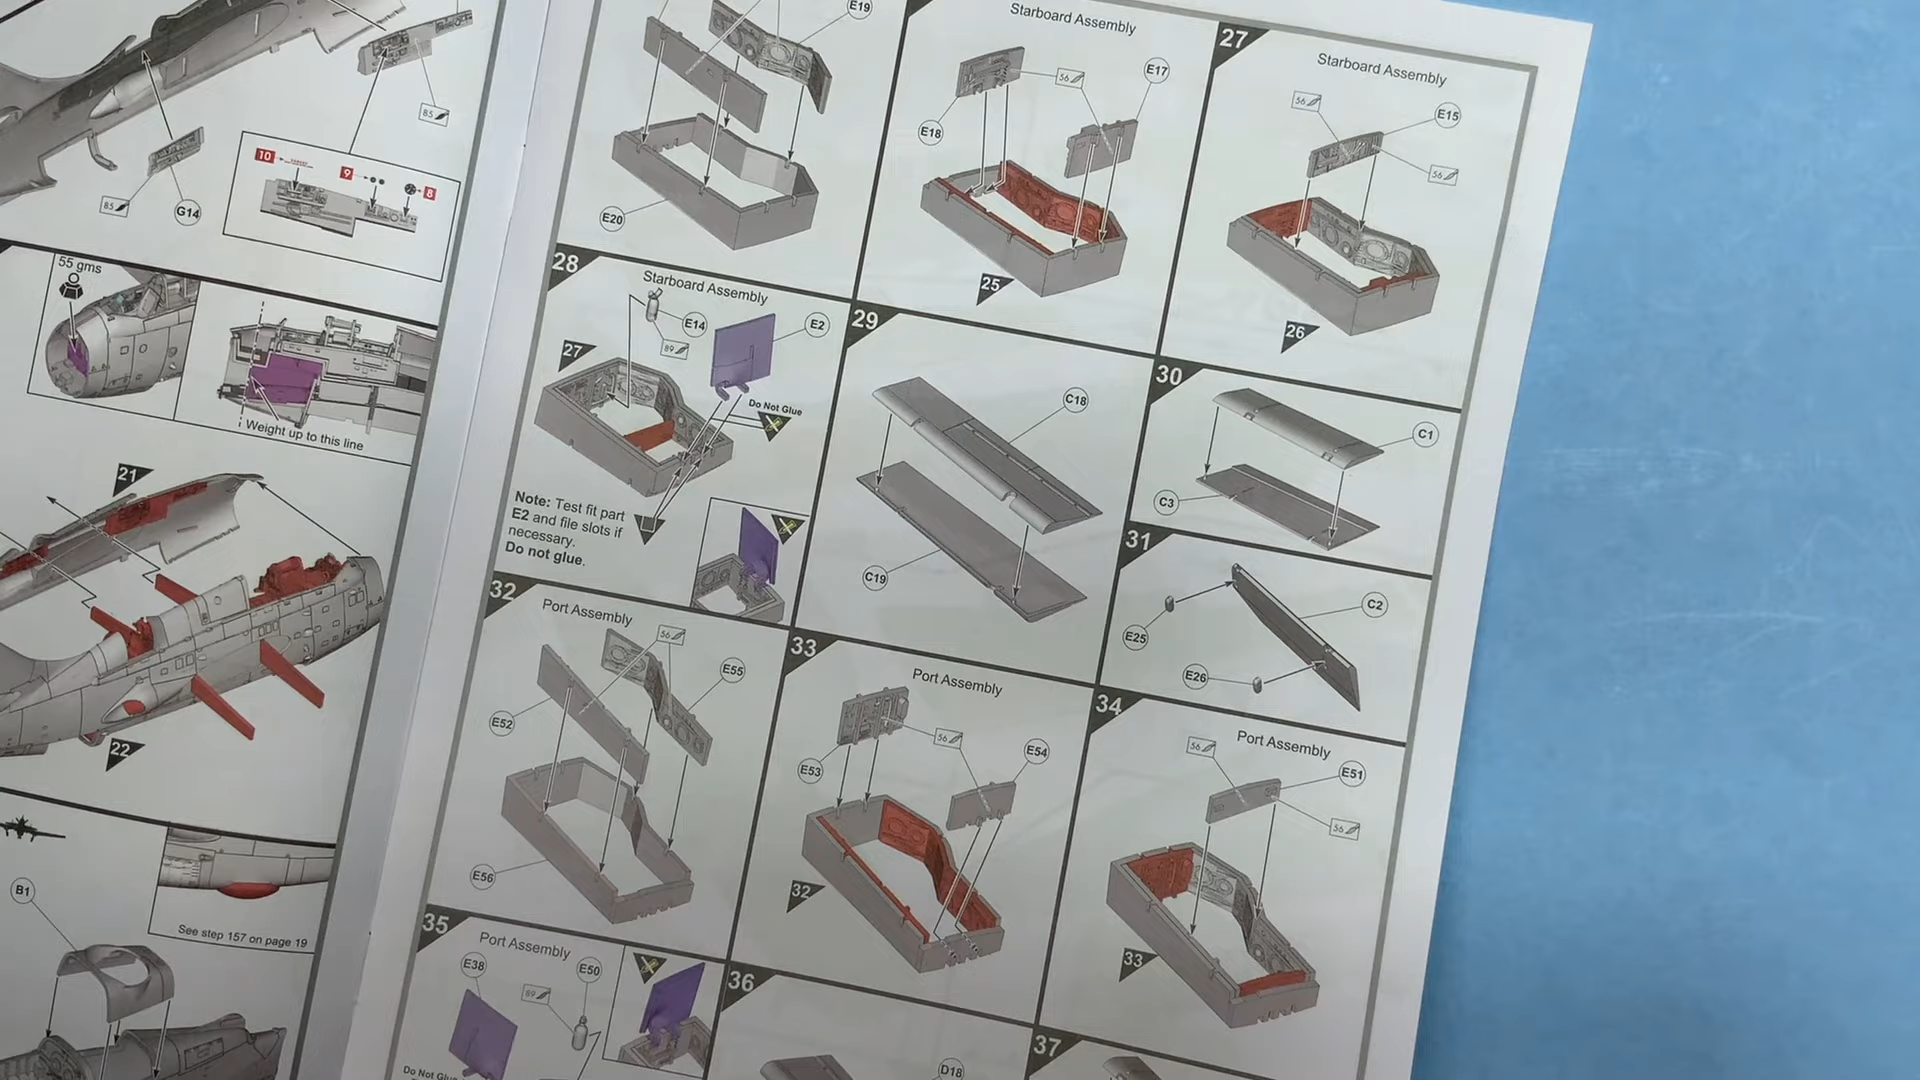 85
10
9
8
85
G14
55 gms
Weight up to this line
21
22
B1
See step 157 on page 19
E19
E20
Starboard Assembly
56
E17
E18
25
27
Starboard Assembly
56
E15
56
26
28
Starboard Assembly
E14
89
E2
27
Do Not Glue
Note: Test fit part
E2 and file slots if
necessary.
Do not glue.
29
C18
C19
30
C1
C3
31
C2
E25
E26
32
Port Assembly
56
E55
E52
E56
33
Port Assembly
56
E53
E54
32
34
Port Assembly
56
E51
56
33
35
Port Assembly
E38
89
E50
Do Not Glue
36
D18
37